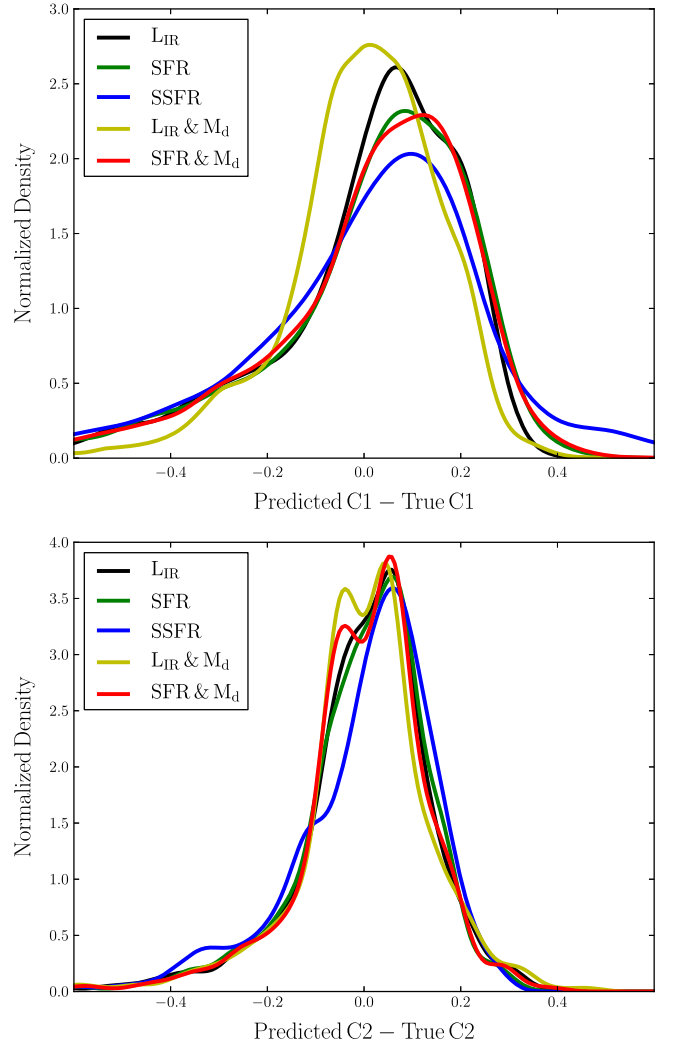 3.0
2.5
2.0
1.5
1.0
0.5
0.0
Normalized Density
L_IR
SFR
SSFR
L_IR & M_d
SFR & M_d
−0.4 −0.2 0.0 0.2 0.4
Predicted C1 − True C1
4.0
3.5
3.0
2.5
2.0
1.5
1.0
0.5
0.0
Normalized Density
L_IR
SFR
SSFR
L_IR & M_d
SFR & M_d
−0.4 −0.2 0.0 0.2 0.4
Predicted C2 − True C2